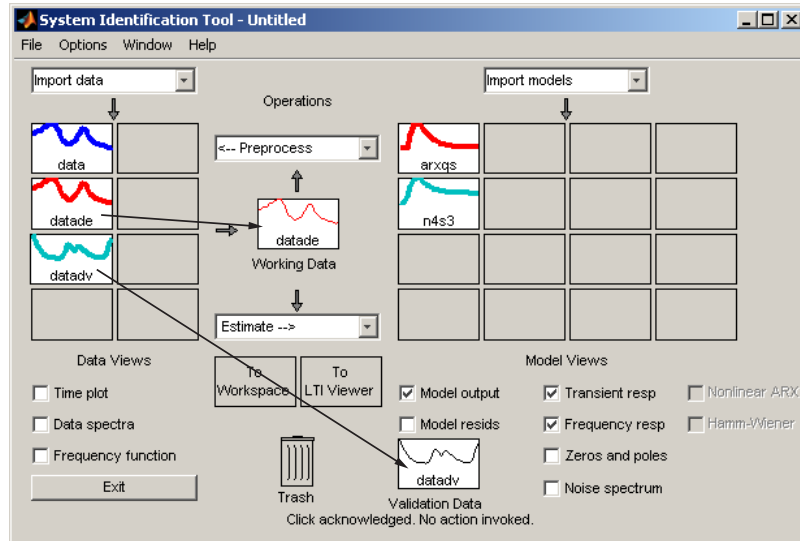 System Identification Tool - Untitled
File Options Window Help
Import data
Import models
Operations
<-- Preprocess
data
arxqs
datade
n4s3
datade
Working Data
datadv
Estimate -->
Data Views
Model Views
To Workspace
To LTI Viewer
Time plot
Model output
Transient resp
Nonlinear ARX
Data spectra
Model resids
Frequency resp
Hamm-Wiener
Frequency function
Zeros and poles
datadv
Exit
Trash
Validation Data
Noise spectrum
Click acknowledged. No action invoked.